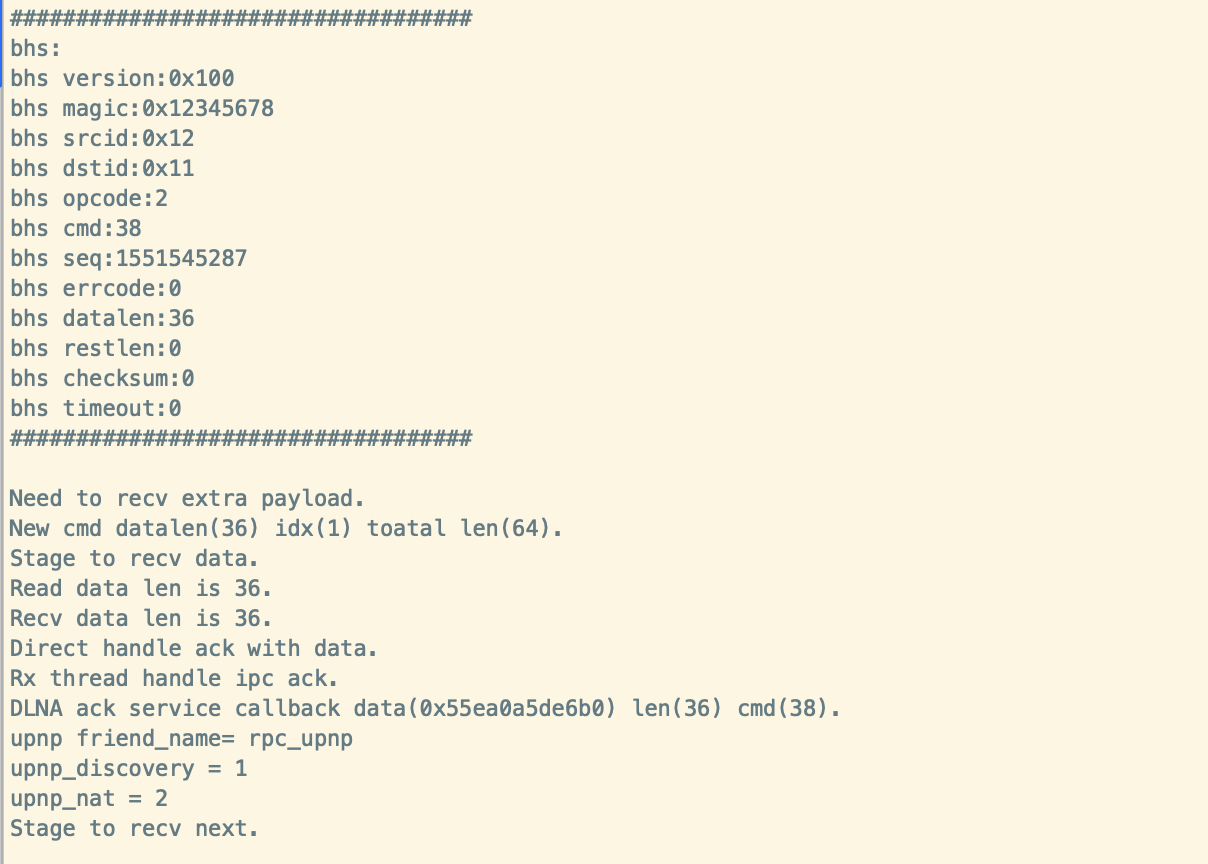 ###################################
bhs:
bhs version:0x100
bhs magic:0x12345678
bhs srcid:0x12
bhs dstid:0x11
bhs opcode:2
bhs cmd:38
bhs seq:1551545287
bhs errcode:0
bhs datalen:36
bhs restlen:0
bhs checksum:0
bhs timeout:0
###################################
Need to recv extra payload.
New cmd datalen(36) idx(1) toatal len(64).
Stage to recv data.
Read data len is 36.
Recv data len is 36.
Direct handle ack with data.
Rx thread handle ipc ack.
DLNA ack service callback data(0x55ea0a5de6b0) len(36) cmd(38).
upnp friend_name= rpc_upnp
upnp_discovery = 1
upnp_nat = 2
Stage to recv next.